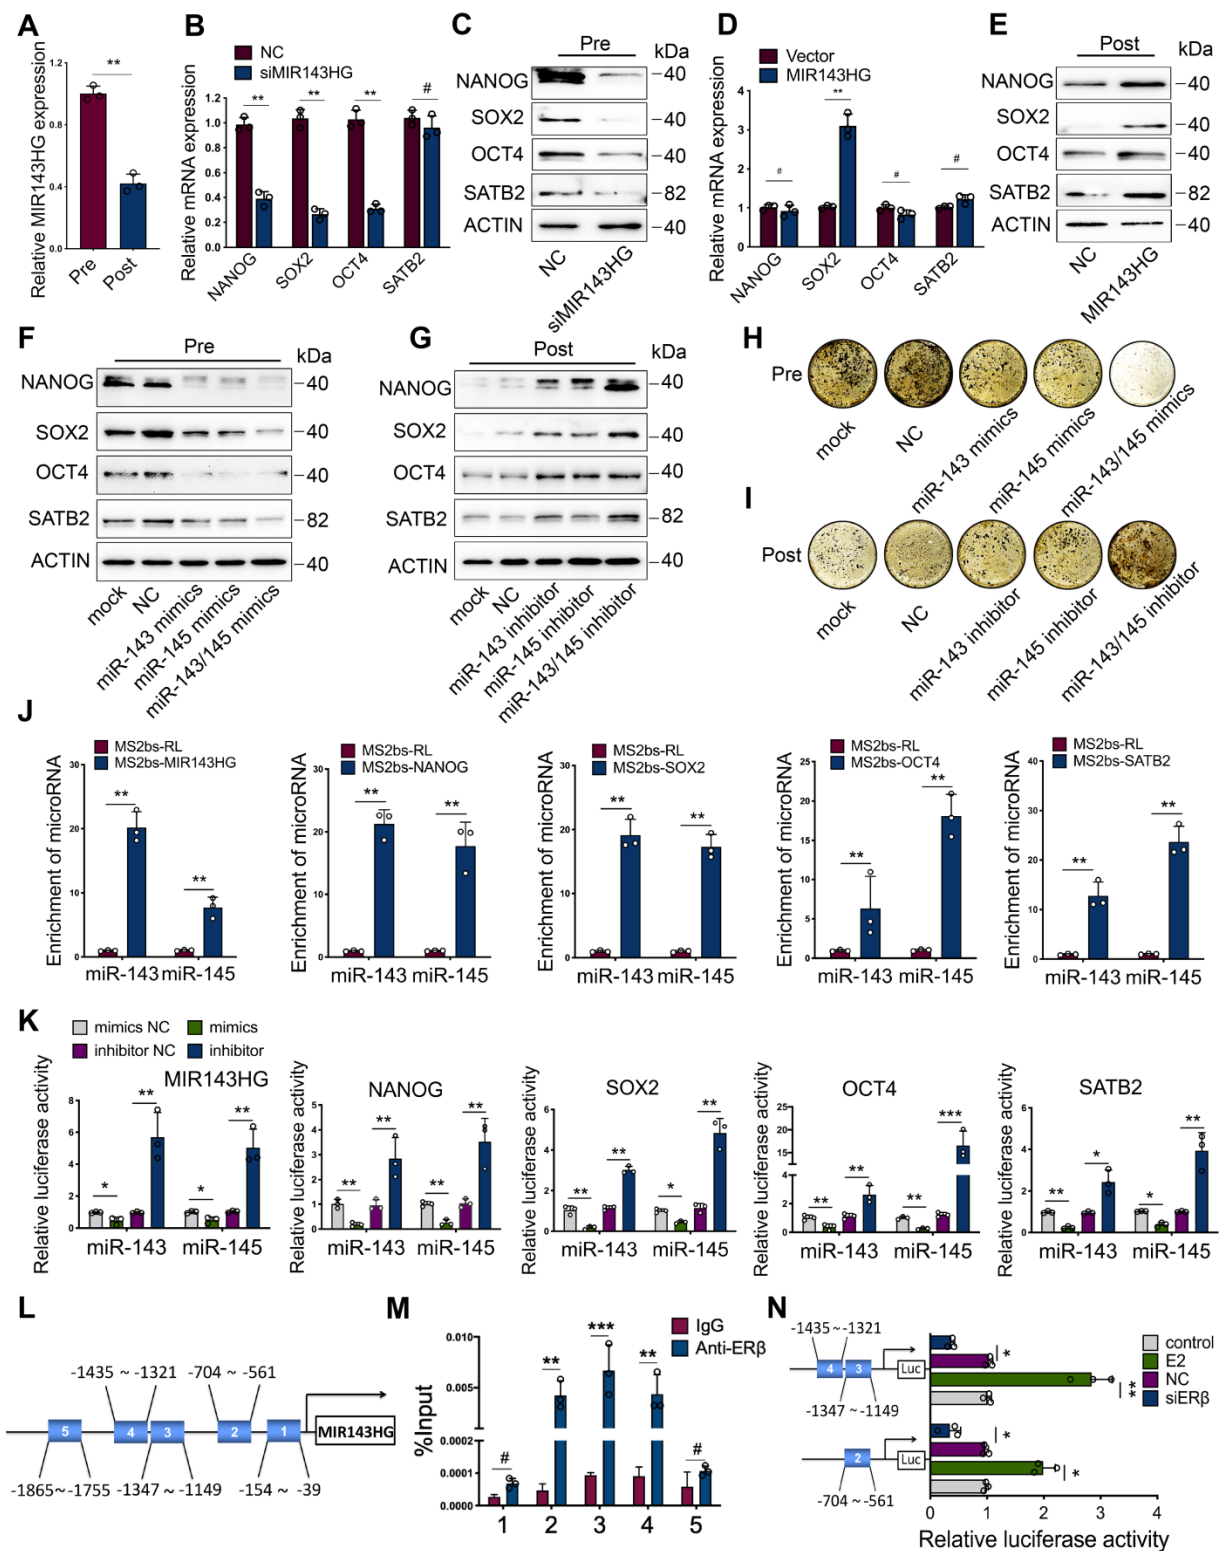 A
Relative MIR143HG expression
1.2
0.8
0.4
0.0
**
Pre
Post
B
NC
siMIR143HG
Relative mRNA expression
1.2
1.0
0.8
0.6
0.4
0.2
0.0
** ** ** #
NANOG
SOX2
OCT4
SATB2
C
Pre
kDa
NANOG
40
SOX2
40
OCT4
40
SATB2
82
ACTIN
40
NC
siMIR143HG
D
Vector
MIR143HG
Relative mRNA expression
4
3
2
1
0
# ** # #
NANOG
SOX2
OCT4
SATB2
E
Post
kDa
NANOG
40
SOX2
40
OCT4
40
SATB2
82
ACTIN
40
NC
MIR143HG
F
Pre
kDa
NANOG
40
SOX2
40
OCT4
40
SATB2
82
ACTIN
40
mock
NC
miR-143 mimics
miR-145 mimics
miR-143/145 mimics
G
Post
kDa
NANOG
40
SOX2
40
OCT4
40
SATB2
82
ACTIN
40
mock
NC
miR-143 inhibitor
miR-145 inhibitor
miR-143/145 inhibitor
H
Pre
mock
NC
miR-143 mimics
miR-145 mimics
miR-143/145 mimics
I
Post
mock
NC
miR-143 inhibitor
miR-145 inhibitor
miR-143/145 inhibitor
J
MS2bs-RL
MS2bs-MIR143HG
Enrichment of microRNA
30
20
10
0
** **
miR-143 miR-145
MS2bs-RL
MS2bs-NANOG
Enrichment of microRNA
30
20
10
0
** **
miR-143 miR-145
MS2bs-RL
MS2bs-SOX2
Enrichment of microRNA
30
20
10
0
** **
miR-143 miR-145
MS2bs-RL
MS2bs-OCT4
Enrichment of microRNA
25
20
15
10
5
0
** **
miR-143 miR-145
MS2bs-RL
MS2bs-SATB2
Enrichment of microRNA
40
30
20
10
0
** **
miR-143 miR-145
K
mimics NC
mimics
inhibitor NC
inhibitor
MIR143HG
Relative luciferase activity
8
6
4
2
0
* ** * **
miR-143 miR-145
NANOG
Relative luciferase activity
5
4
3
2
1
0
** ** ** **
miR-143 miR-145
SOX2
Relative luciferase activity
6
4
2
0
** ** * **
miR-143 miR-145
OCT4
Relative luciferase activity
25
20
15
6
4
2
0
** ** ** ***
miR-143 miR-145
SATB2
Relative luciferase activity
6
4
2
0
** * * **
miR-143 miR-145
L
-1435 ~ -1321
-704 ~ -561
5
4
3
2
1
MIR143HG
-1865~-1755
-1347 ~ -1149
-154 ~ -39
M
IgG
Anti-ERβ
%Input
0.010
0.005
0.0002
0.0001
0.0000
# ** *** ** #
1 2 3 4 5
N
-1435 ~ -1321
4 3
Luc
-1347 ~ -1149
2
Luc
-704 ~ -561
control
E2
NC
siERβ
*
**
*
*
0 1 2 3 4
Relative luciferase activity